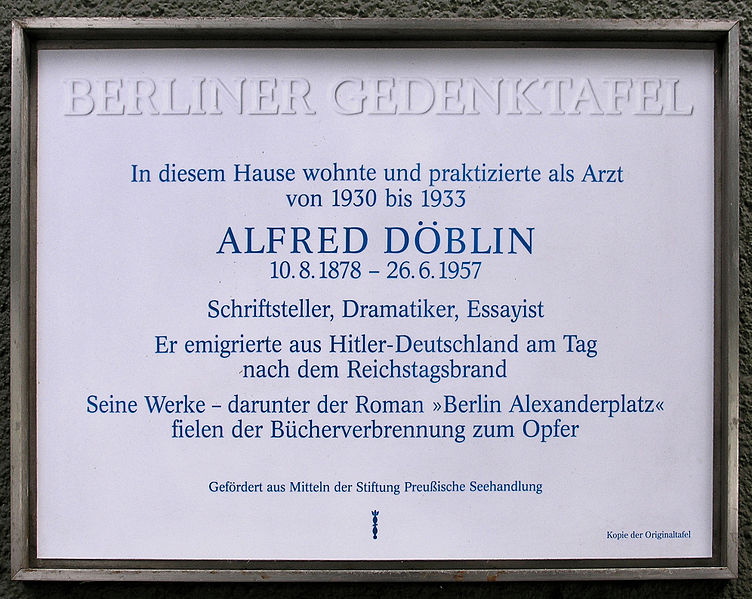 BERLINER GEDENKTAFEL
In diesem Hause wohnte und praktizierte als Arzt
von 1930 bis 1933
ALFRED DÖBLIN
10.8.1878 – 26.6.1957
Schriftsteller, Dramatiker, Essayist
Er emigrierte aus Hitler-Deutschland am Tag
nach dem Reichstagsbrand
Seine Werke – darunter der Roman »Berlin Alexanderplatz«
fielen der Bücherverbrennung zum Opfer
Gefördert aus Mitteln der Stiftung Preußische Seehandlung
Kopie der Originaltafel